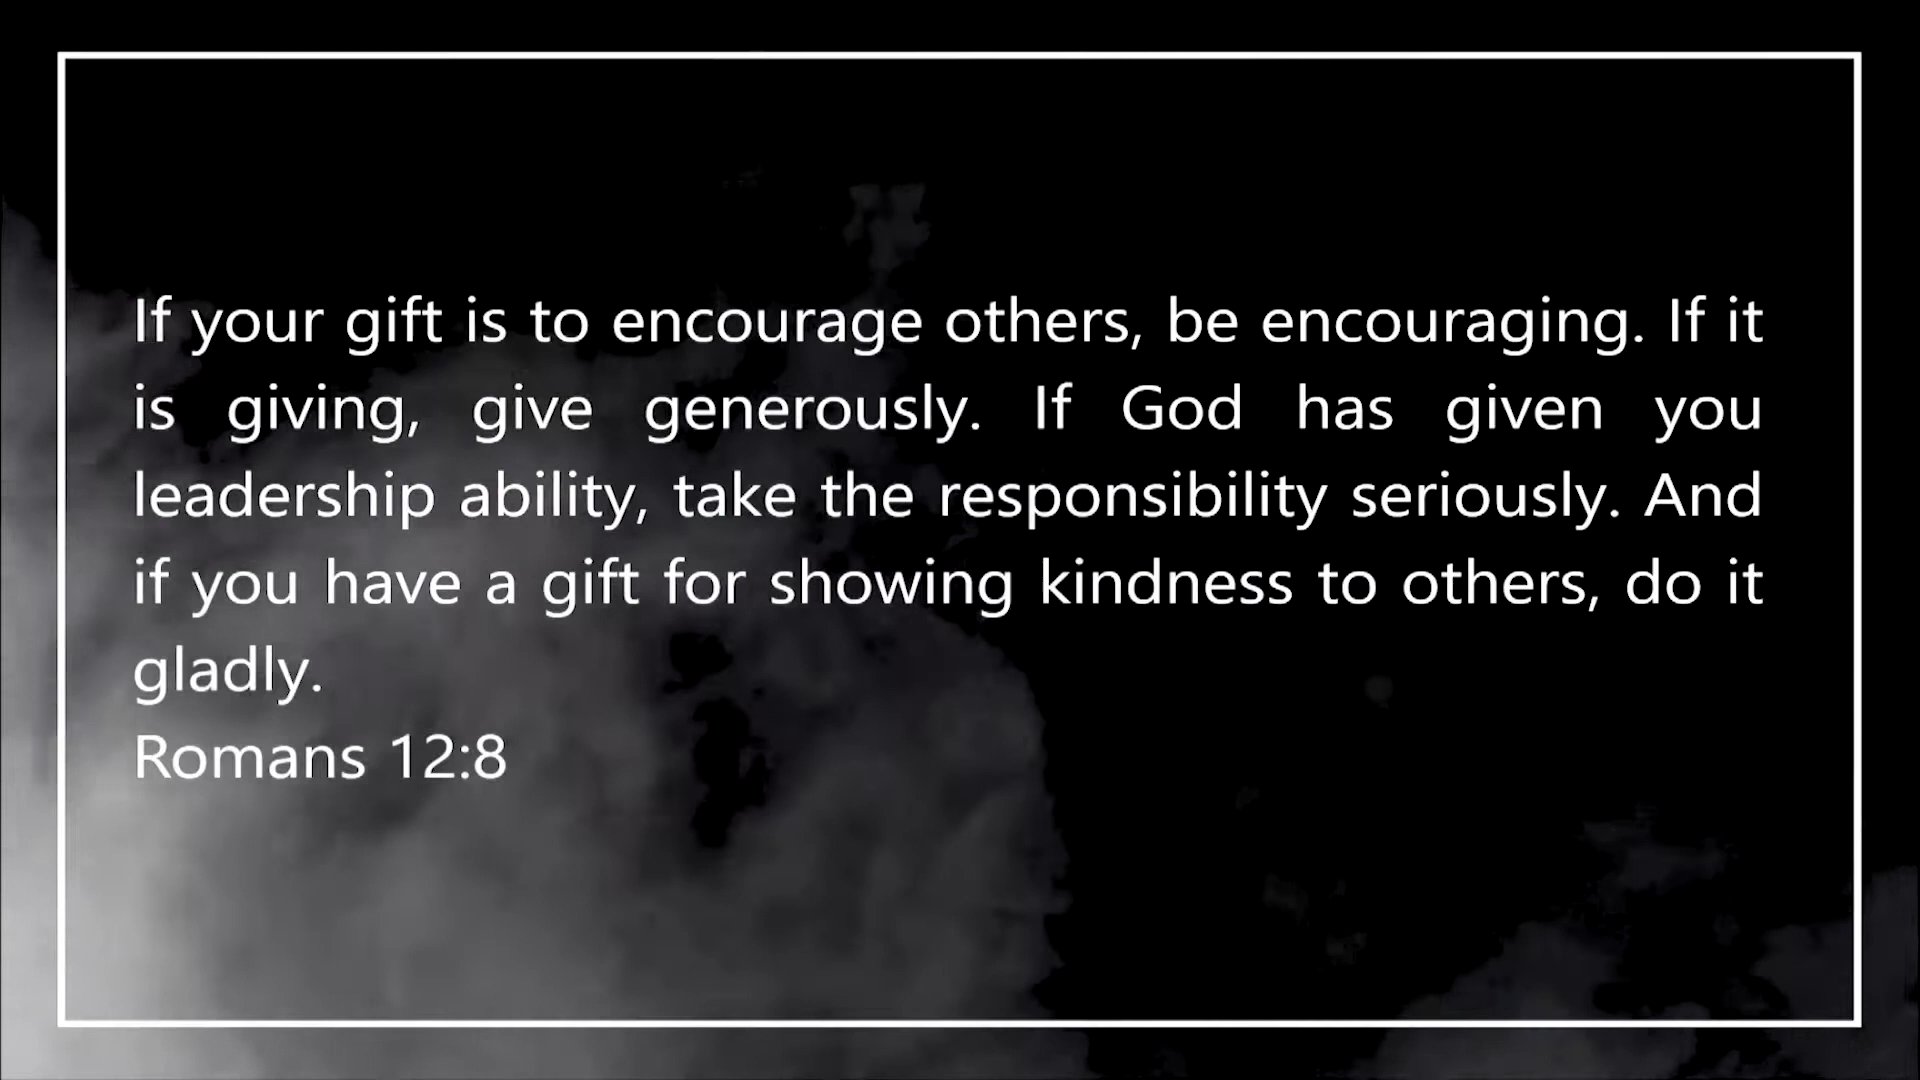 If your gift is to encourage others, be encouraging. If it
is giving, give generously. If God has given you
leadership ability, take the responsibility seriously. And
if you have a gift for showing kindness to others, do it
gladly.
Romans 12:8